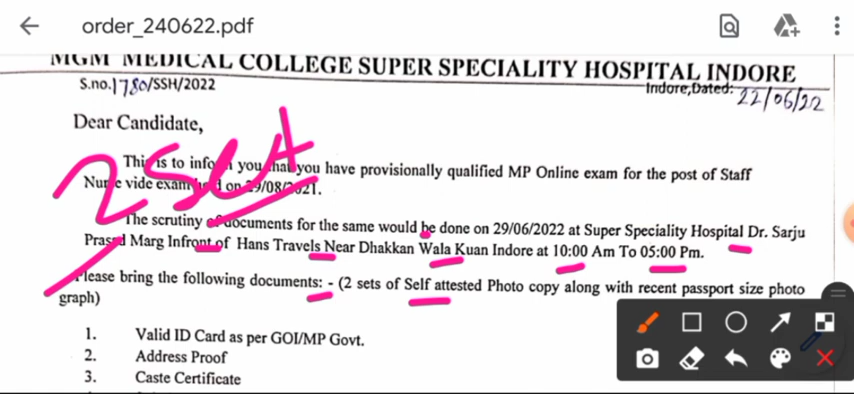 order_240622.pdf
MGM MEDICAL COLLEGE SUPER SPECIALITY HOSPITAL INDORE
S.no.1780/SSH/2022
Indore,Dated: 22/06/22
Dear Candidate,
This is to inform you that you have provisionally qualified MP Online exam for the post of Staff
Nurse vide exam held on 29/08/2021.
The scrutiny of documents for the same would be done on 29/06/2022 at Super Speciality Hospital Dr. Sarju
Prasad Marg Infront of Hans Travels Near Dhakkan Wala Kuan Indore at 10:00 Am To 05:00 Pm.
Please bring the following documents: - (2 sets of Self attested Photo copy along with recent passport size photo
graph)
1. Valid ID Card as per GOI/MP Govt.
2. Address Proof
3. Caste Certificate
2 Set